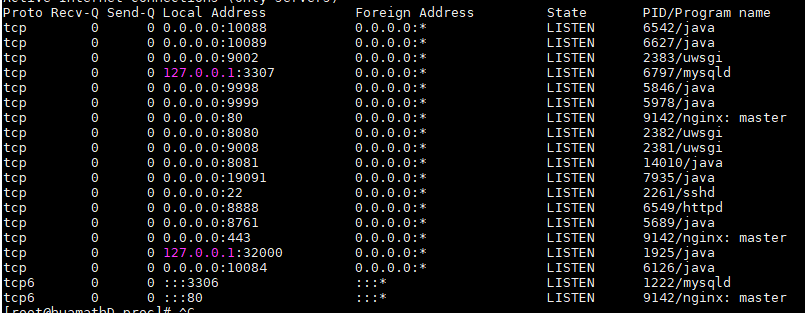 Active Internet connections (only servers)
Proto Recv-Q Send-Q Local Address Foreign Address State PID/Program name
tcp 0 0 0.0.0.0:10088 0.0.0.0:* LISTEN 6542/java
tcp 0 0 0.0.0.0:10089 0.0.0.0:* LISTEN 6627/java
tcp 0 0 0.0.0.0:9002 0.0.0.0:* LISTEN 2383/uwsgi
tcp 0 0 127.0.0.1:3307 0.0.0.0:* LISTEN 6797/mysqld
tcp 0 0 0.0.0.0:9998 0.0.0.0:* LISTEN 5846/java
tcp 0 0 0.0.0.0:9999 0.0.0.0:* LISTEN 5978/java
tcp 0 0 0.0.0.0:80 0.0.0.0:* LISTEN 9142/nginx: master
tcp 0 0 0.0.0.0:8080 0.0.0.0:* LISTEN 2382/uwsgi
tcp 0 0 0.0.0.0:9008 0.0.0.0:* LISTEN 2381/uwsgi
tcp 0 0 0.0.0.0:8081 0.0.0.0:* LISTEN 14010/java
tcp 0 0 0.0.0.0:19091 0.0.0.0:* LISTEN 7935/java
tcp 0 0 0.0.0.0:22 0.0.0.0:* LISTEN 2261/sshd
tcp 0 0 0.0.0.0:8888 0.0.0.0:* LISTEN 6549/httpd
tcp 0 0 0.0.0.0:8761 0.0.0.0:* LISTEN 5689/java
tcp 0 0 0.0.0.0:443 0.0.0.0:* LISTEN 9142/nginx: master
tcp 0 0 127.0.0.1:32000 0.0.0.0:* LISTEN 1925/java
tcp 0 0 0.0.0.0:10084 0.0.0.0:* LISTEN 6126/java
tcp6 0 0 :::3306 :::* LISTEN 1222/mysqld
tcp6 0 0 :::80 :::* LISTEN 9142/nginx: master